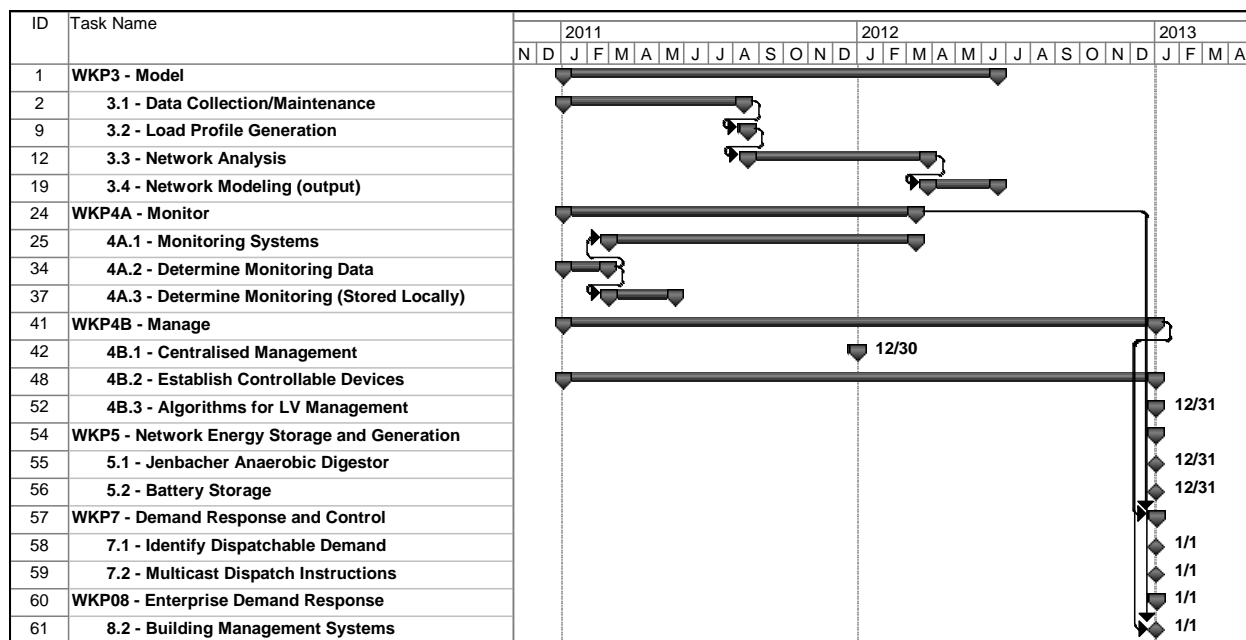 ID Task Name
2011 2012 2013
N D J F M A M J J A S O N D J F M A M J J A S O N D J F M A
1 WKP3 - Model
2 3.1 - Data Collection/Maintenance
9 3.2 - Load Profile Generation
12 3.3 - Network Analysis
19 3.4 - Network Modeling (output)
24 WKP4A - Monitor
25 4A.1 - Monitoring Systems
34 4A.2 - Determine Monitoring Data
37 4A.3 - Determine Monitoring (Stored Locally)
41 WKP4B - Manage
42 4B.1 - Centralised Management 12/30
48 4B.2 - Establish Controllable Devices
52 4B.3 - Algorithms for LV Management 12/31
54 WKP5 - Network Energy Storage and Generation
55 5.1 - Jenbacher Anaerobic Digestor 12/31
56 5.2 - Battery Storage 12/31
57 WKP7 - Demand Response and Control
58 7.1 - Identify Dispatchable Demand 1/1
59 7.2 - Multicast Dispatch Instructions 1/1
60 WKP08 - Enterprise Demand Response 1/1
61 8.2 - Building Management Systems 1/1